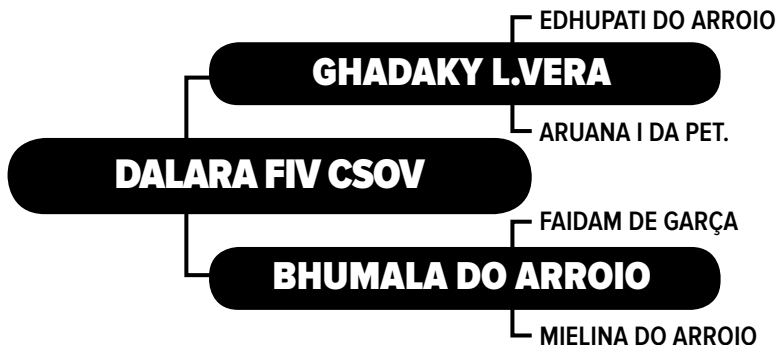 EDHUPATI DO ARROIO
GHADAKY L.VERA
ARUANA I DA PET.
DALARA FIV CSOV
FAIDAM DE GARÇA
BHUMALA DO ARROIO
MIELINA DO ARROIO